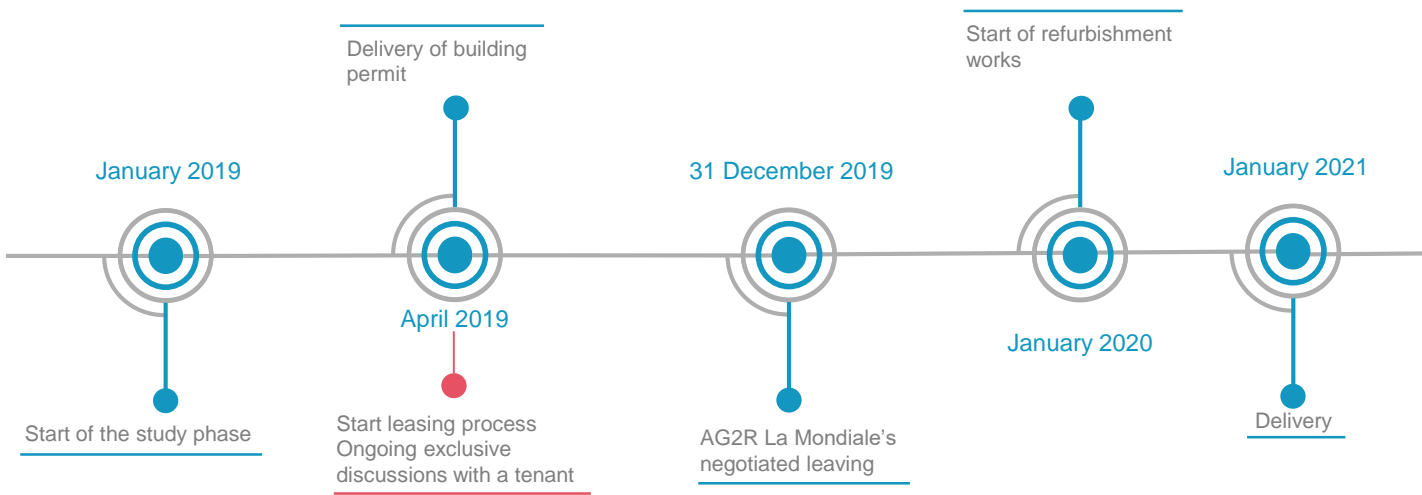 January 2019
Start of the study phase
Delivery of building
permit
April 2019
Start leasing process
Ongoing exclusive
discussions with a tenant
31 December 2019
AG2R La Mondiale's
negotiated leaving
Start of refurbishment
works
January 2020
January 2021
Delivery